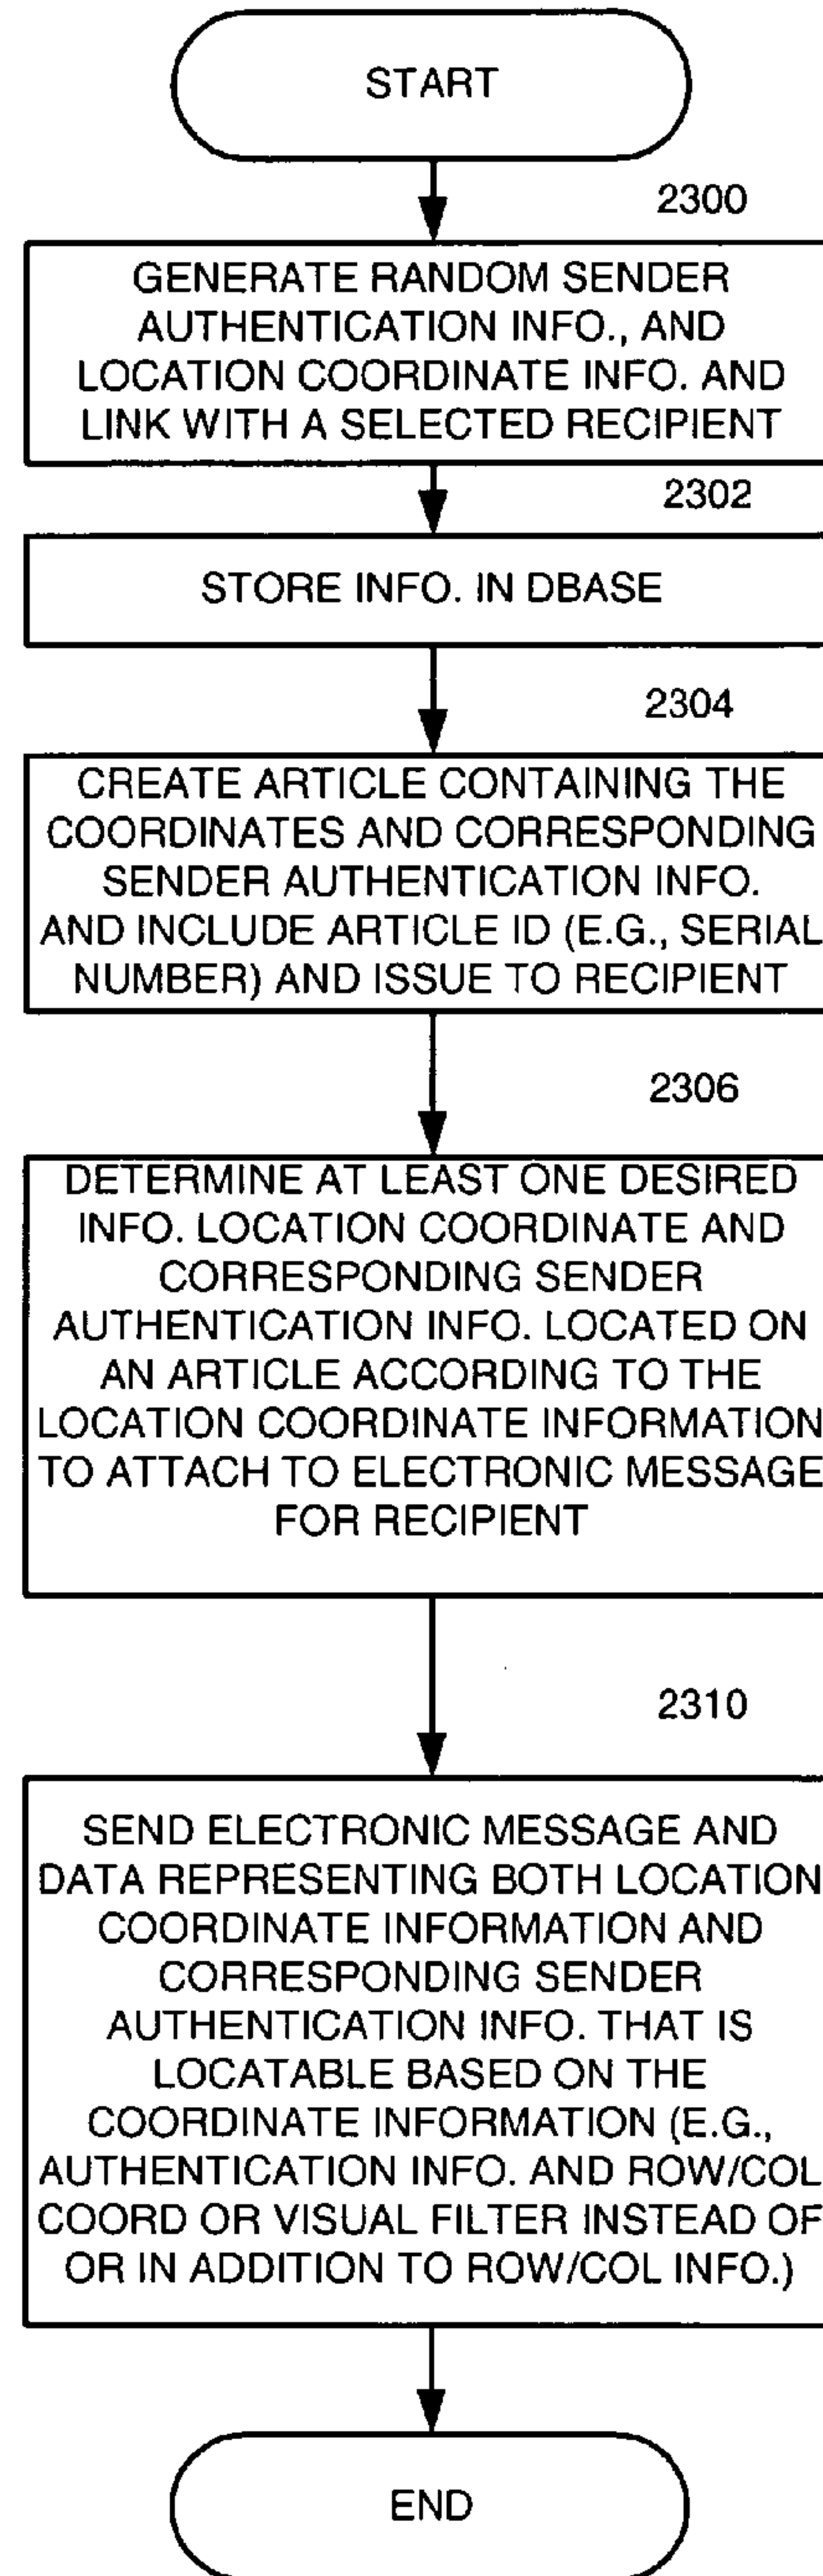 START
2300
GENERATE RANDOM SENDER
AUTHENTICATION INFO., AND
LOCATION COORDINATE INFO. AND
LINK WITH A SELECTED RECIPIENT
2302
STORE INFO. IN DBASE
2304
CREATE ARTICLE CONTAINING THE
COORDINATES AND CORRESPONDING
SENDER AUTHENTICATION INFO.
AND INCLUDE ARTICLE ID (E.G., SERIAL
NUMBER) AND ISSUE TO RECIPIENT
2306
DETERMINE AT LEAST ONE DESIRED
INFO. LOCATION COORDINATE AND
CORRESPONDING SENDER
AUTHENTICATION INFO. LOCATED ON
AN ARTICLE ACCORDING TO THE
LOCATION COORDINATE INFORMATION
TO ATTACH TO ELECTRONIC MESSAGE
FOR RECIPIENT
2310
SEND ELECTRONIC MESSAGE AND
DATA REPRESENTING BOTH LOCATION
COORDINATE INFORMATION AND
CORRESPONDING SENDER
AUTHENTICATION INFO. THAT IS
LOCATABLE BASED ON THE
COORDINATE INFORMATION (E.G.,
AUTHENTICATION INFO. AND ROW/COL
COORD OR VISUAL FILTER INSTEAD OF
OR IN ADDITION TO ROW/COL INFO.)
END